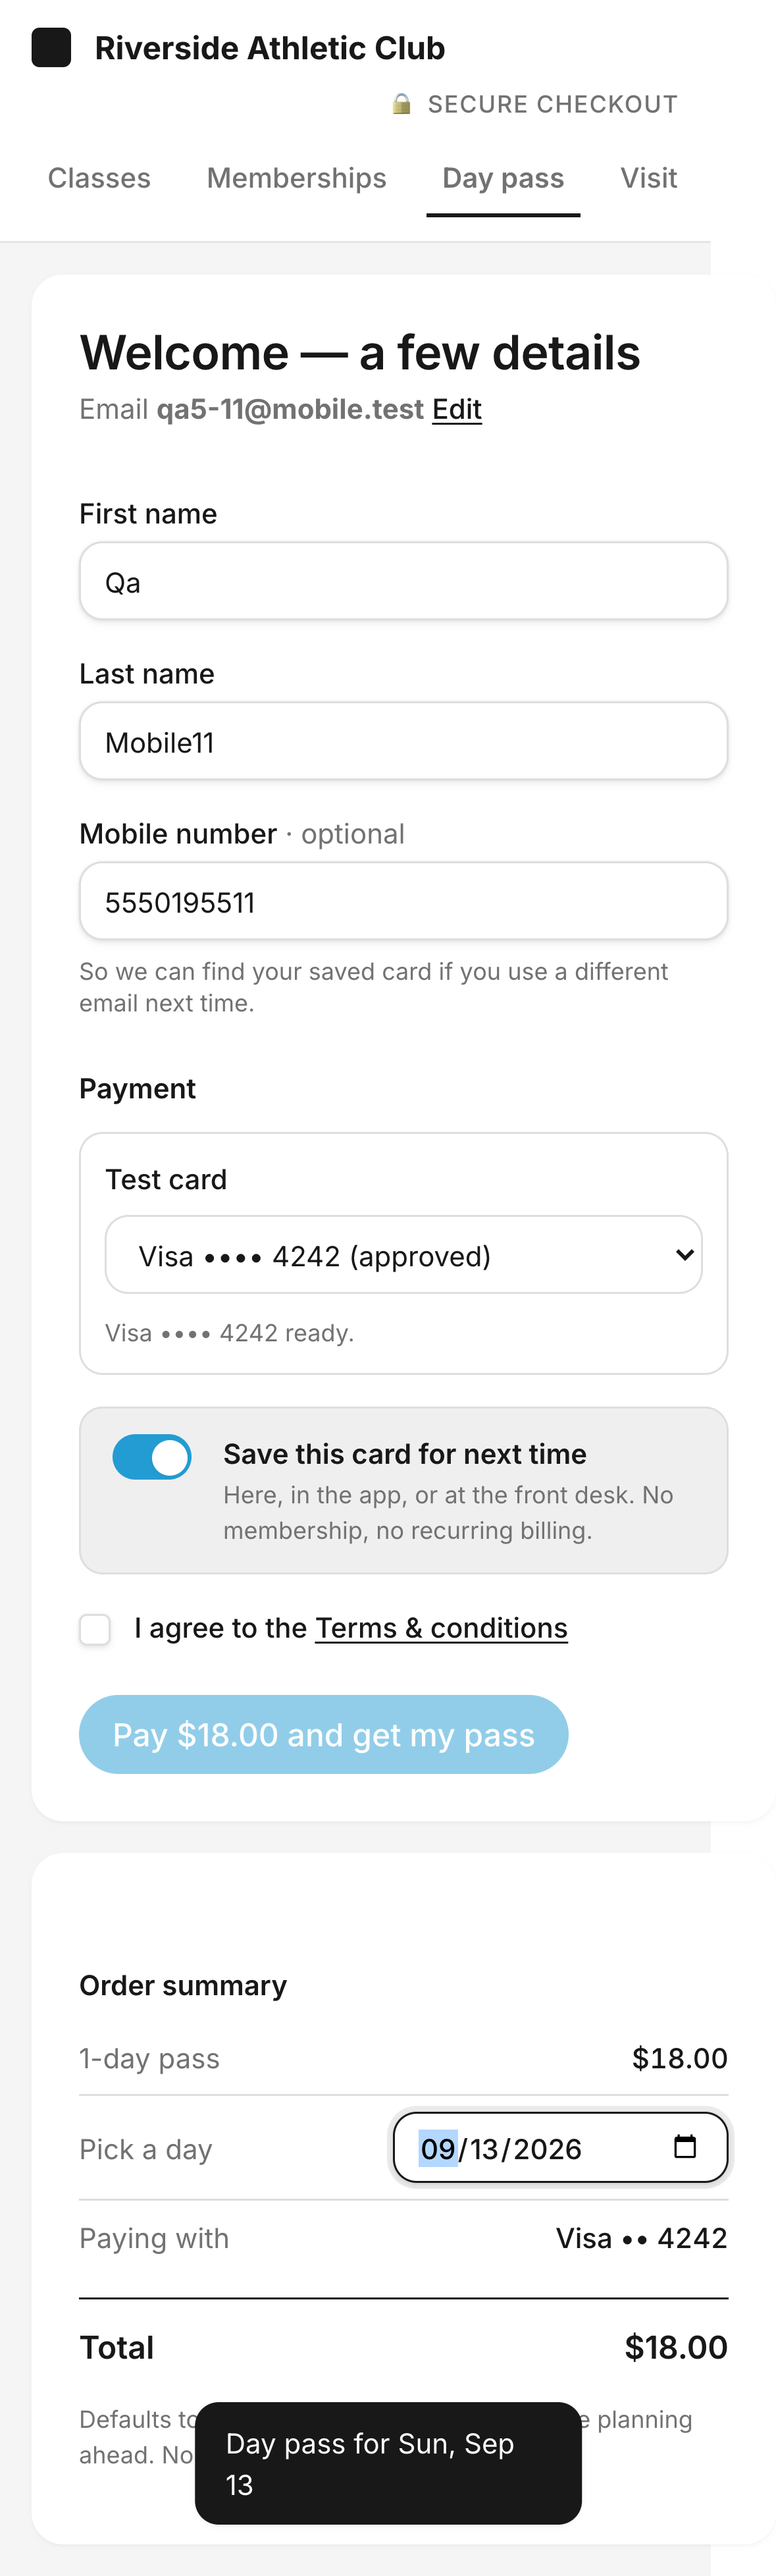 Riverside Athletic Club
🔒 SECURE CHECKOUT
Classes Memberships Day pass Visit
Welcome — a few details
Email qa5-11@mobile.test Edit
First name
Qa
Last name
Mobile11
Mobile number · optional
5550195511
So we can find your saved card if you use a different
email next time.
Payment
Test card
Visa •••• 4242 (approved)
Visa •••• 4242 ready.
Save this card for next time
Here, in the app, or at the front desk. No
membership, no recurring billing.
I agree to the Terms & conditions
Pay $18.00 and get my pass
Order summary
1-day pass $18.00
Pick a day 09/13/2026
Paying with Visa •• 4242
Total $18.00
Defaults to planning
ahead. No
Day pass for Sun, Sep
13